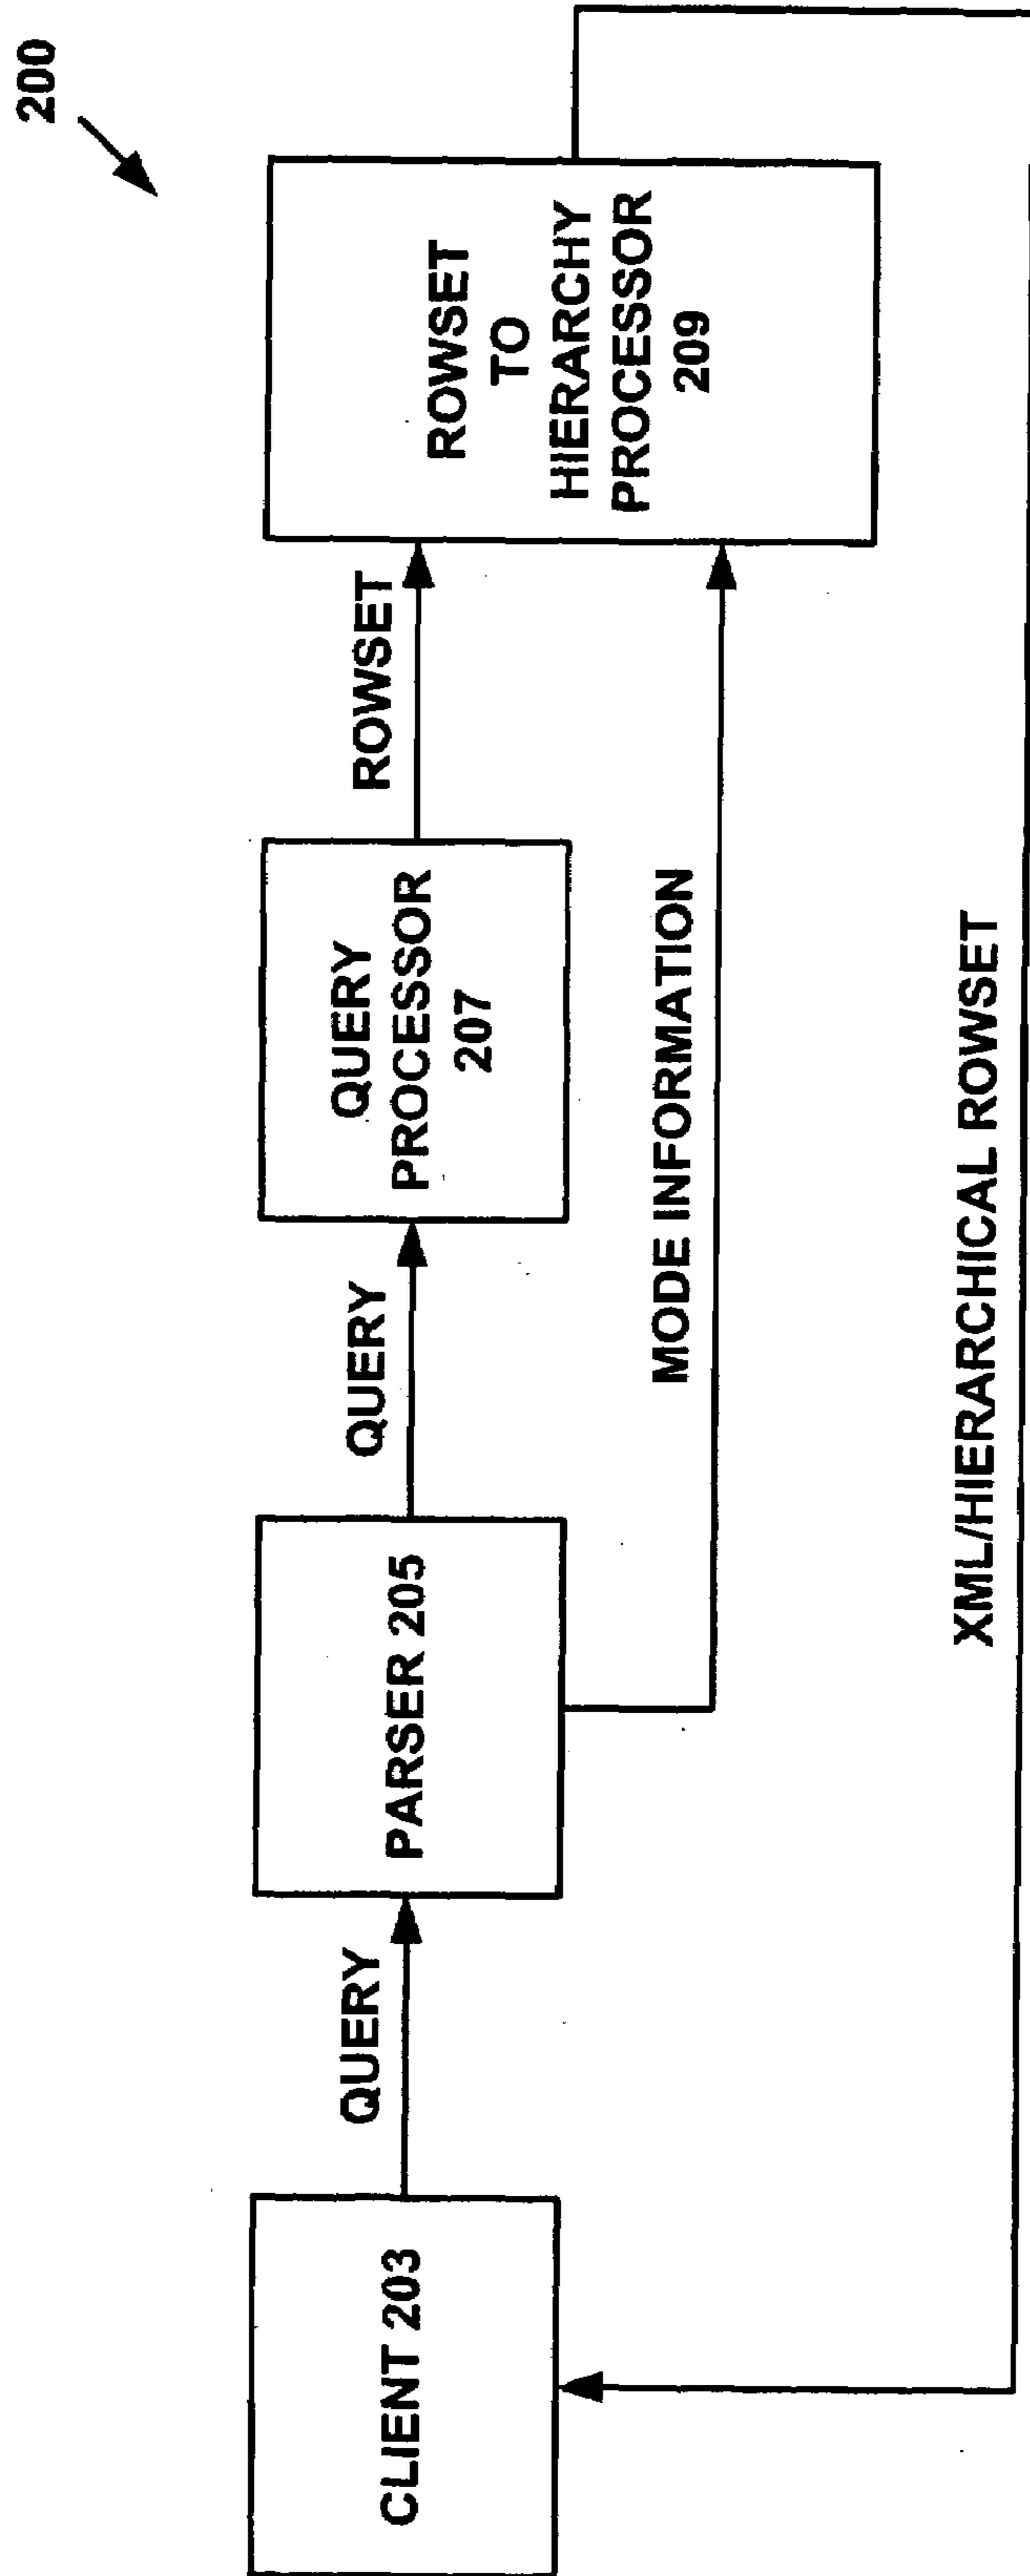 200
CLIENT 203
QUERY
PARSER 205
QUERY
QUERY
PROCESSOR
207
ROWSET
ROWSET
TO
HIERARCHY
PROCESSOR
209
MODE INFORMATION
XML/HIERARCHICAL ROWSET